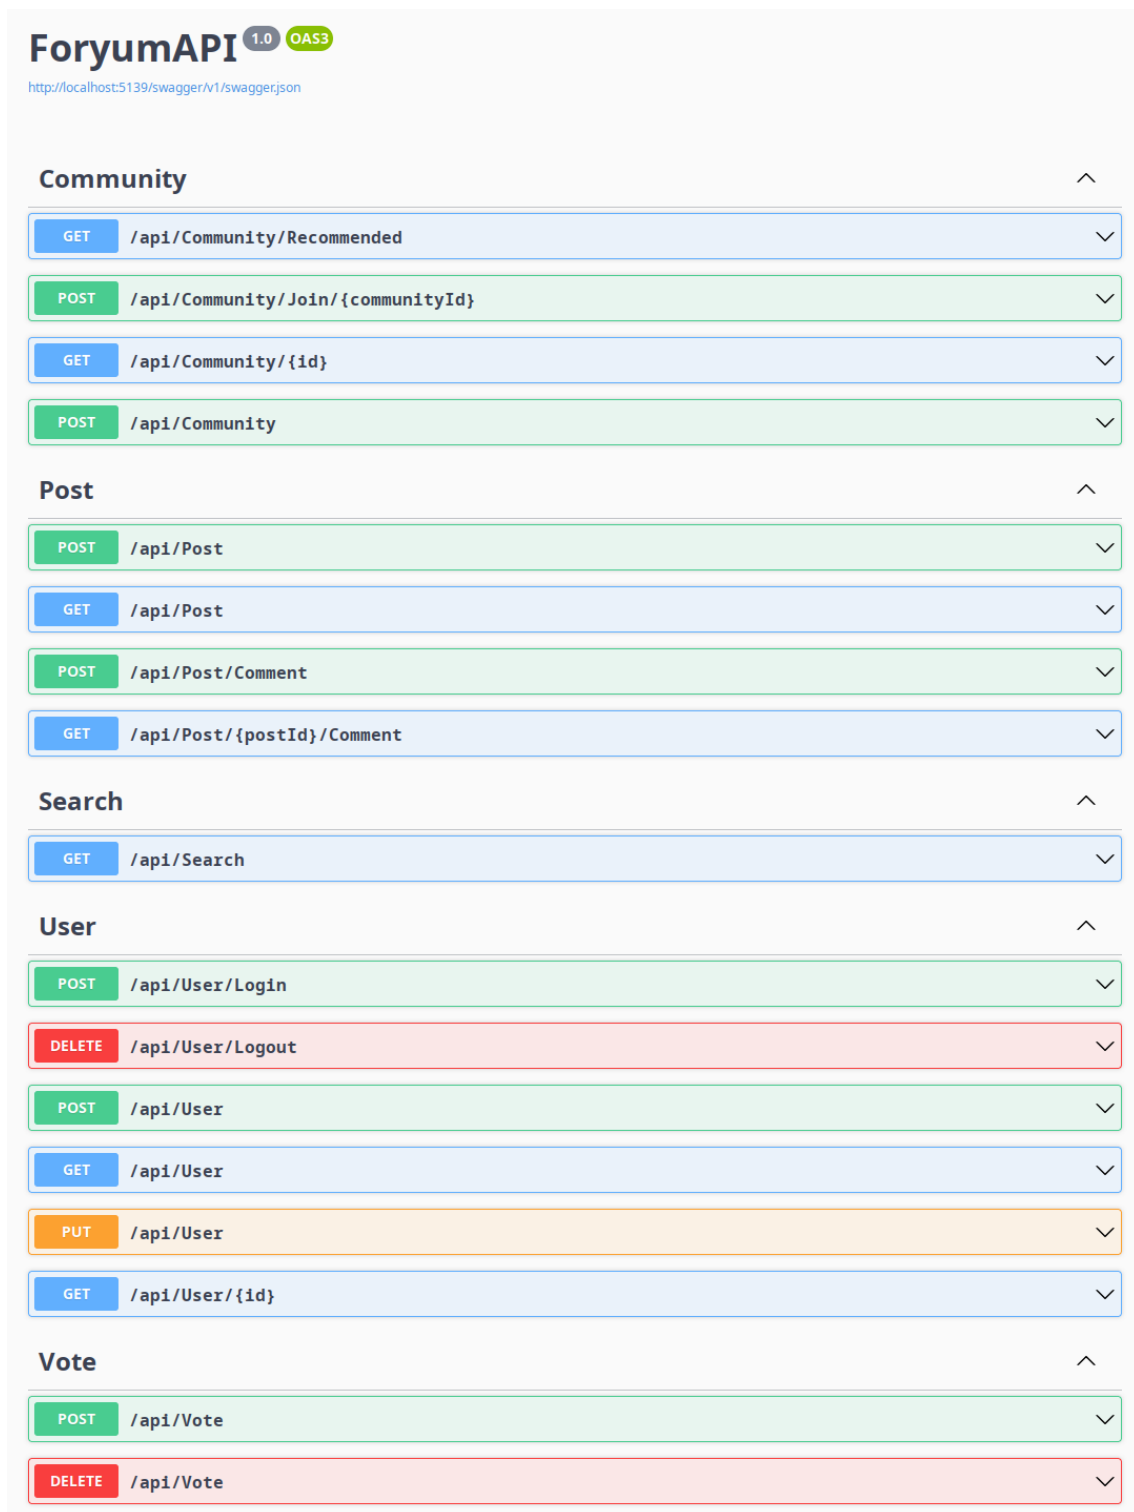 ForyumAPI 1.0 OAS3
http://localhost:5139/swagger/v1/swagger.json
Community
GET /api/Community/Recommended
POST /api/Community/Join/{communityId}
GET /api/Community/{id}
POST /api/Community
Post
POST /api/Post
GET /api/Post
POST /api/Post/Comment
GET /api/Post/{postId}/Comment
Search
GET /api/Search
User
POST /api/User/Login
DELETE /api/User/Logout
POST /api/User
GET /api/User
PUT /api/User
GET /api/User/{id}
Vote
POST /api/Vote
DELETE /api/Vote